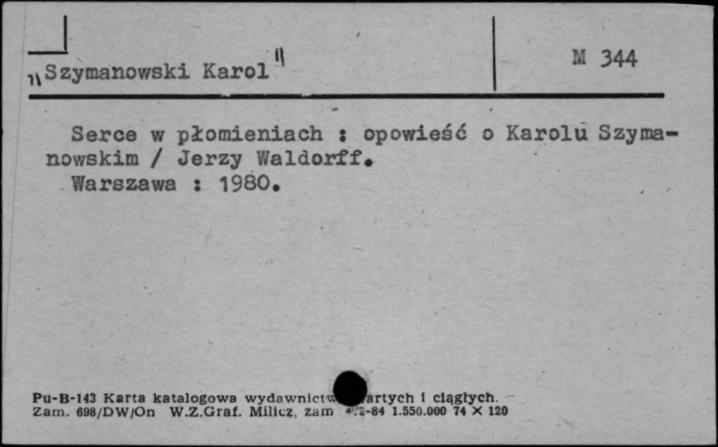 „Szymanowski Karol" M 344
Serce w płomieniach : opowieść o Karolu Szyma-
nowskim / Jerzy Waldorff.
Warszawa : 1980.
Pu-B-143 Karta katalogowa wydawnictw artych i ciągłych.
Zam. 698/DW/On W.Z.Graf. Milicz, zam -84 1.550.000 74 X 120